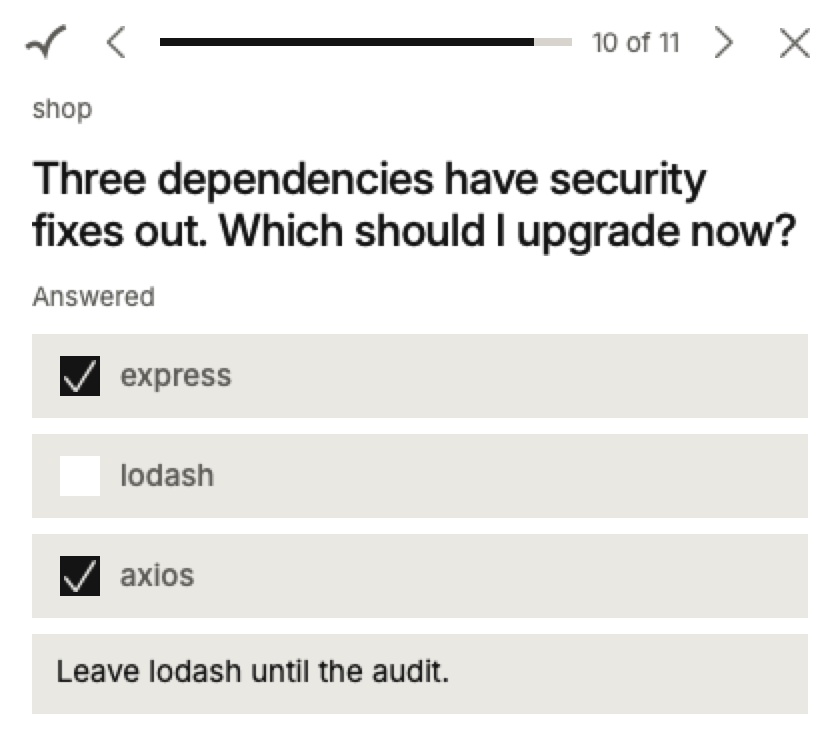 10 of 11
shop
Three dependencies have security
fixes out. Which should I upgrade now?
Answered
express
lodash
axios
Leave lodash until the audit.